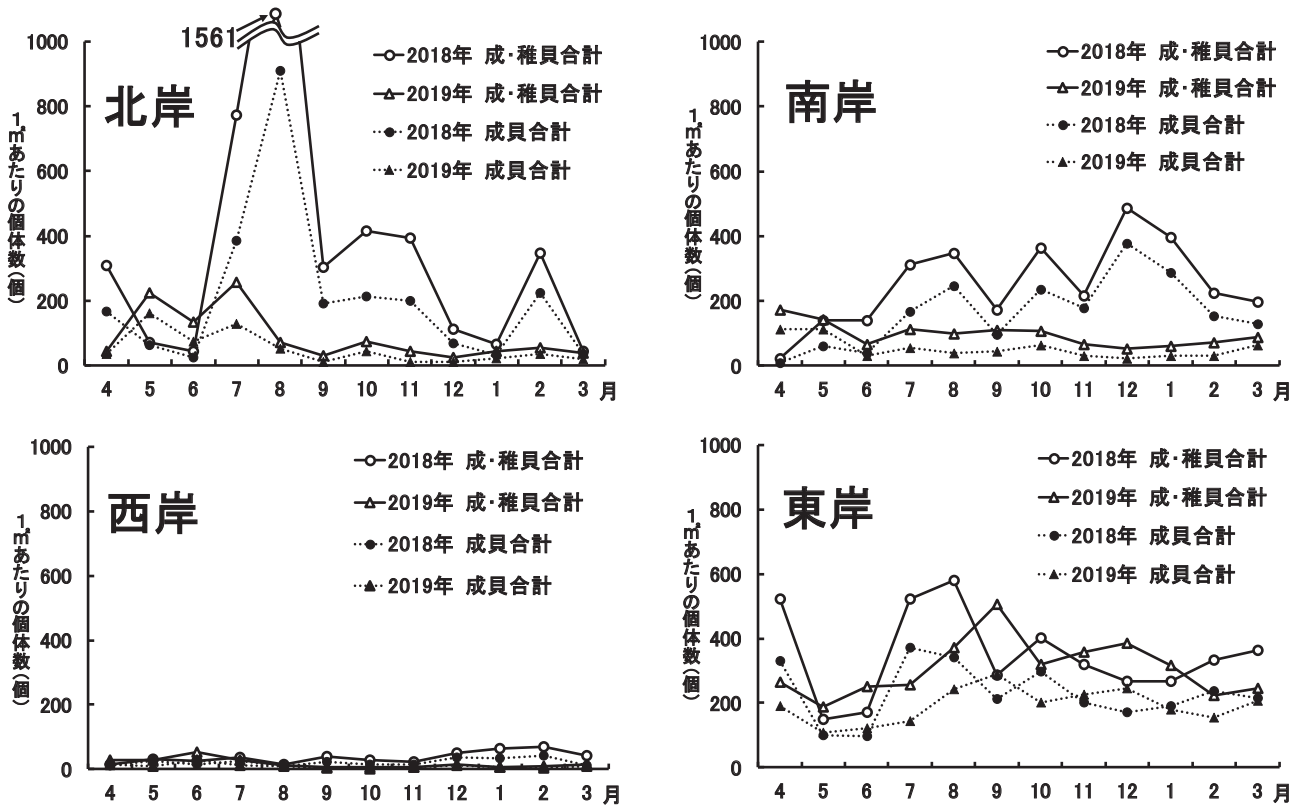 1561
1000
800
600
400
200
0
1㎡あたりの個体数(個)
北岸
2018年 成・稚貝合計
2019年 成・稚貝合計
2018年 成貝合計
2019年 成貝合計
4 5 6 7 8 9 10 11 12 1 2 3 月
1000
800
600
400
200
0
1㎡あたりの個体数(個)
南岸
2018年 成・稚貝合計
2019年 成・稚貝合計
2018年 成貝合計
2019年 成貝合計
4 5 6 7 8 9 10 11 12 1 2 3 月
1000
800
600
400
200
0
1㎡あたりの個体数(個)
西岸
2018年 成・稚貝合計
2019年 成・稚貝合計
2018年 成貝合計
2019年 成貝合計
4 5 6 7 8 9 10 11 12 1 2 3 月
1000
800
600
400
200
0
1㎡あたりの個体数(個)
東岸
2018年 成・稚貝合計
2019年 成・稚貝合計
2018年 成貝合計
2019年 成貝合計
4 5 6 7 8 9 10 11 12 1 2 3 月